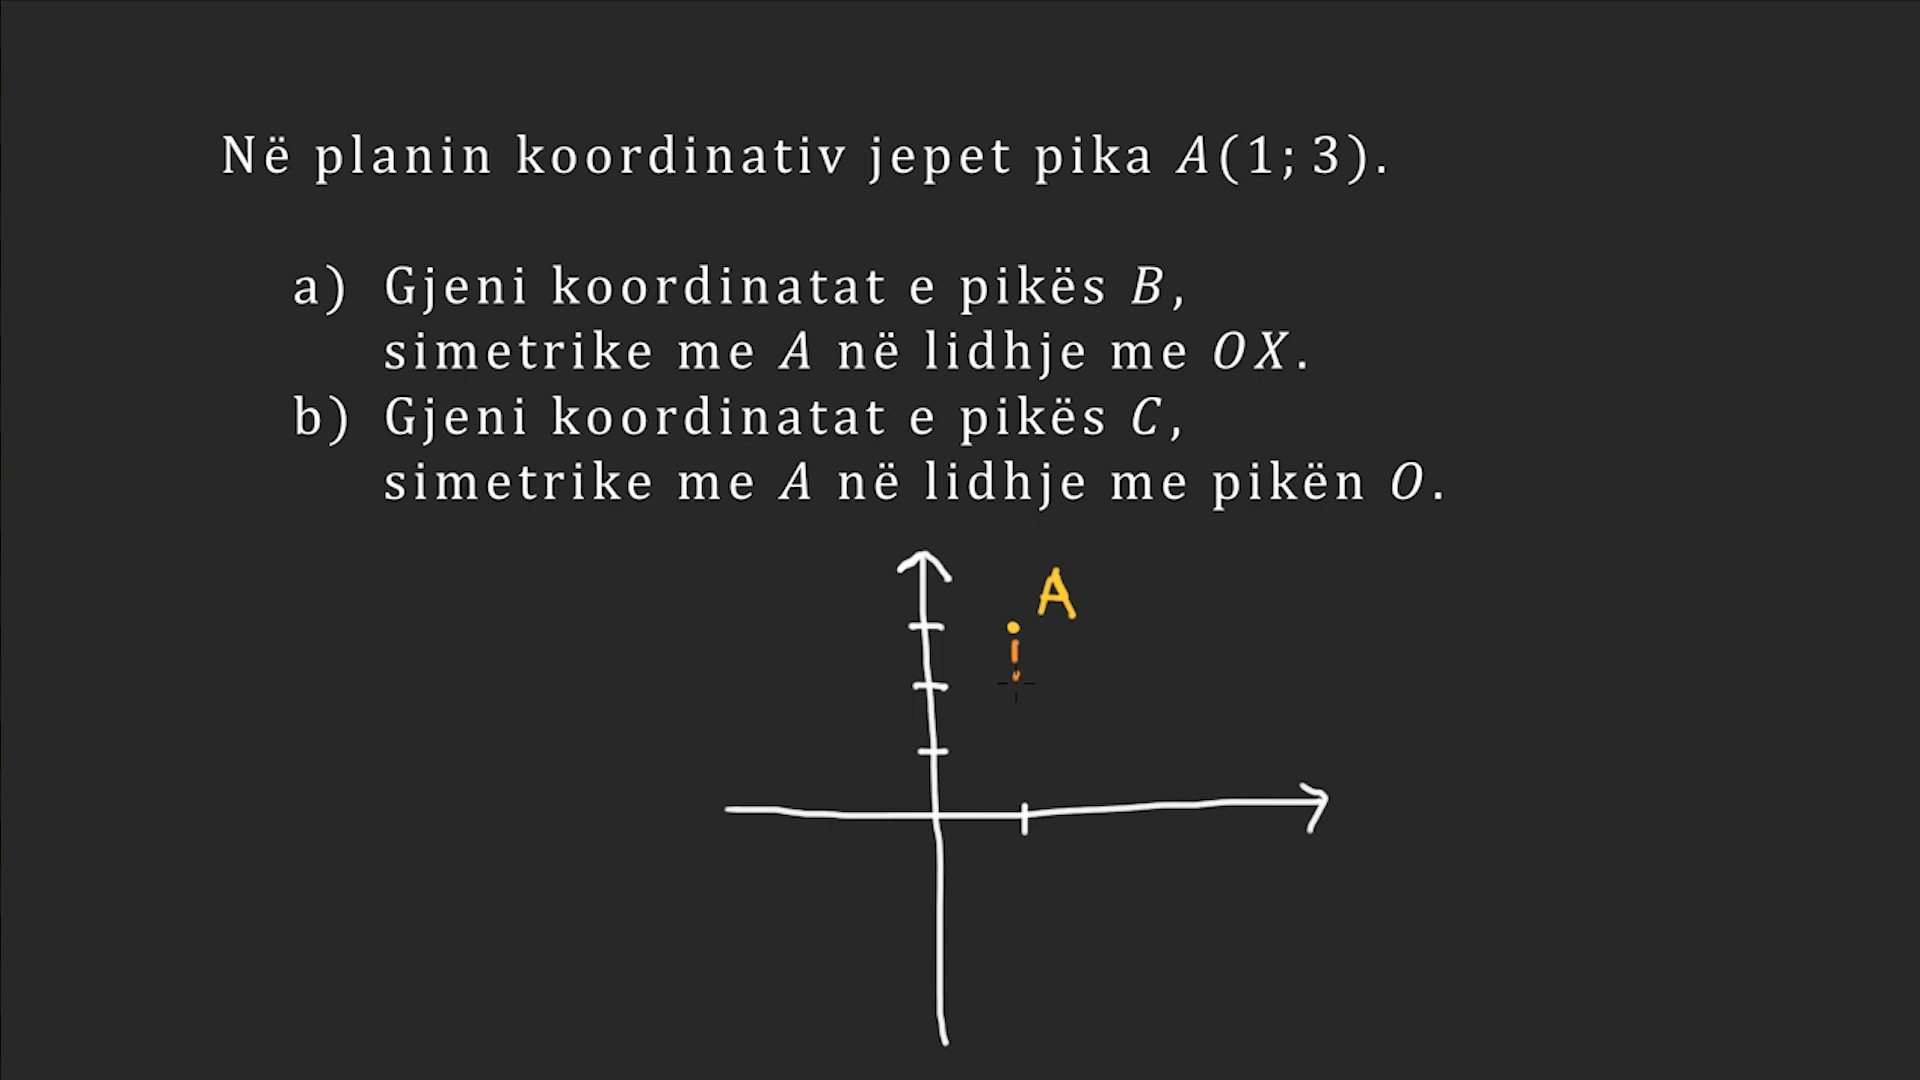 Në planin koordinativ jepet pika A(1; 3).
a) Gjeni koordinatat e pikës B,
simetrike me A në lidhje me OX.
b) Gjeni koordinatat e pikës C,
simetrike me A në lidhje me pikën O.
A